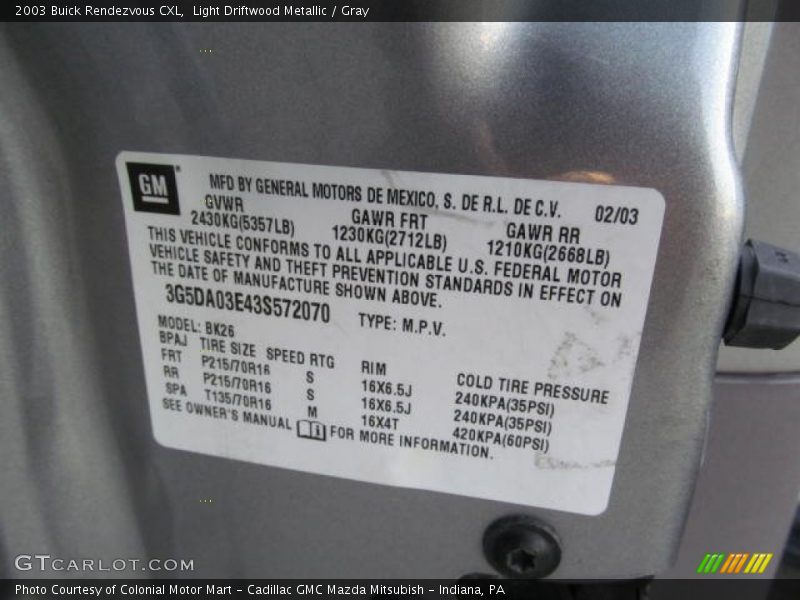 2003 Buick Rendezvous CXL, Light Driftwood Metallic / Gray
GM
MFD BY GENERAL MOTORS DE MEXICO, S. DE R.L. DE C.V. 02/03
GVWR GAWR FRT GAWR RR
2430KG(5357LB) 1230KG(2712LB) 1210KG(2668LB)
THIS VEHICLE CONFORMS TO ALL APPLICABLE U.S. FEDERAL MOTOR
VEHICLE SAFETY AND THEFT PREVENTION STANDARDS IN EFFECT ON
THE DATE OF MANUFACTURE SHOWN ABOVE.
3G5DA03E43S572070 TYPE: M.P.V.
MODEL: BK26
BPAJ TIRE SIZE SPEED RTG RIM COLD TIRE PRESSURE
FRT P215/70R16 S 16X6.5J 240KPA(35PSI)
RR P215/70R16 S 16X6.5J 240KPA(35PSI)
SPA T135/70R16 M 16X4T 420KPA(60PSI)
SEE OWNER'S MANUAL FOR MORE INFORMATION.
GTCARLOT.COM
Photo Courtesy of Colonial Motor Mart - Cadillac GMC Mazda Mitsubish - Indiana, PA